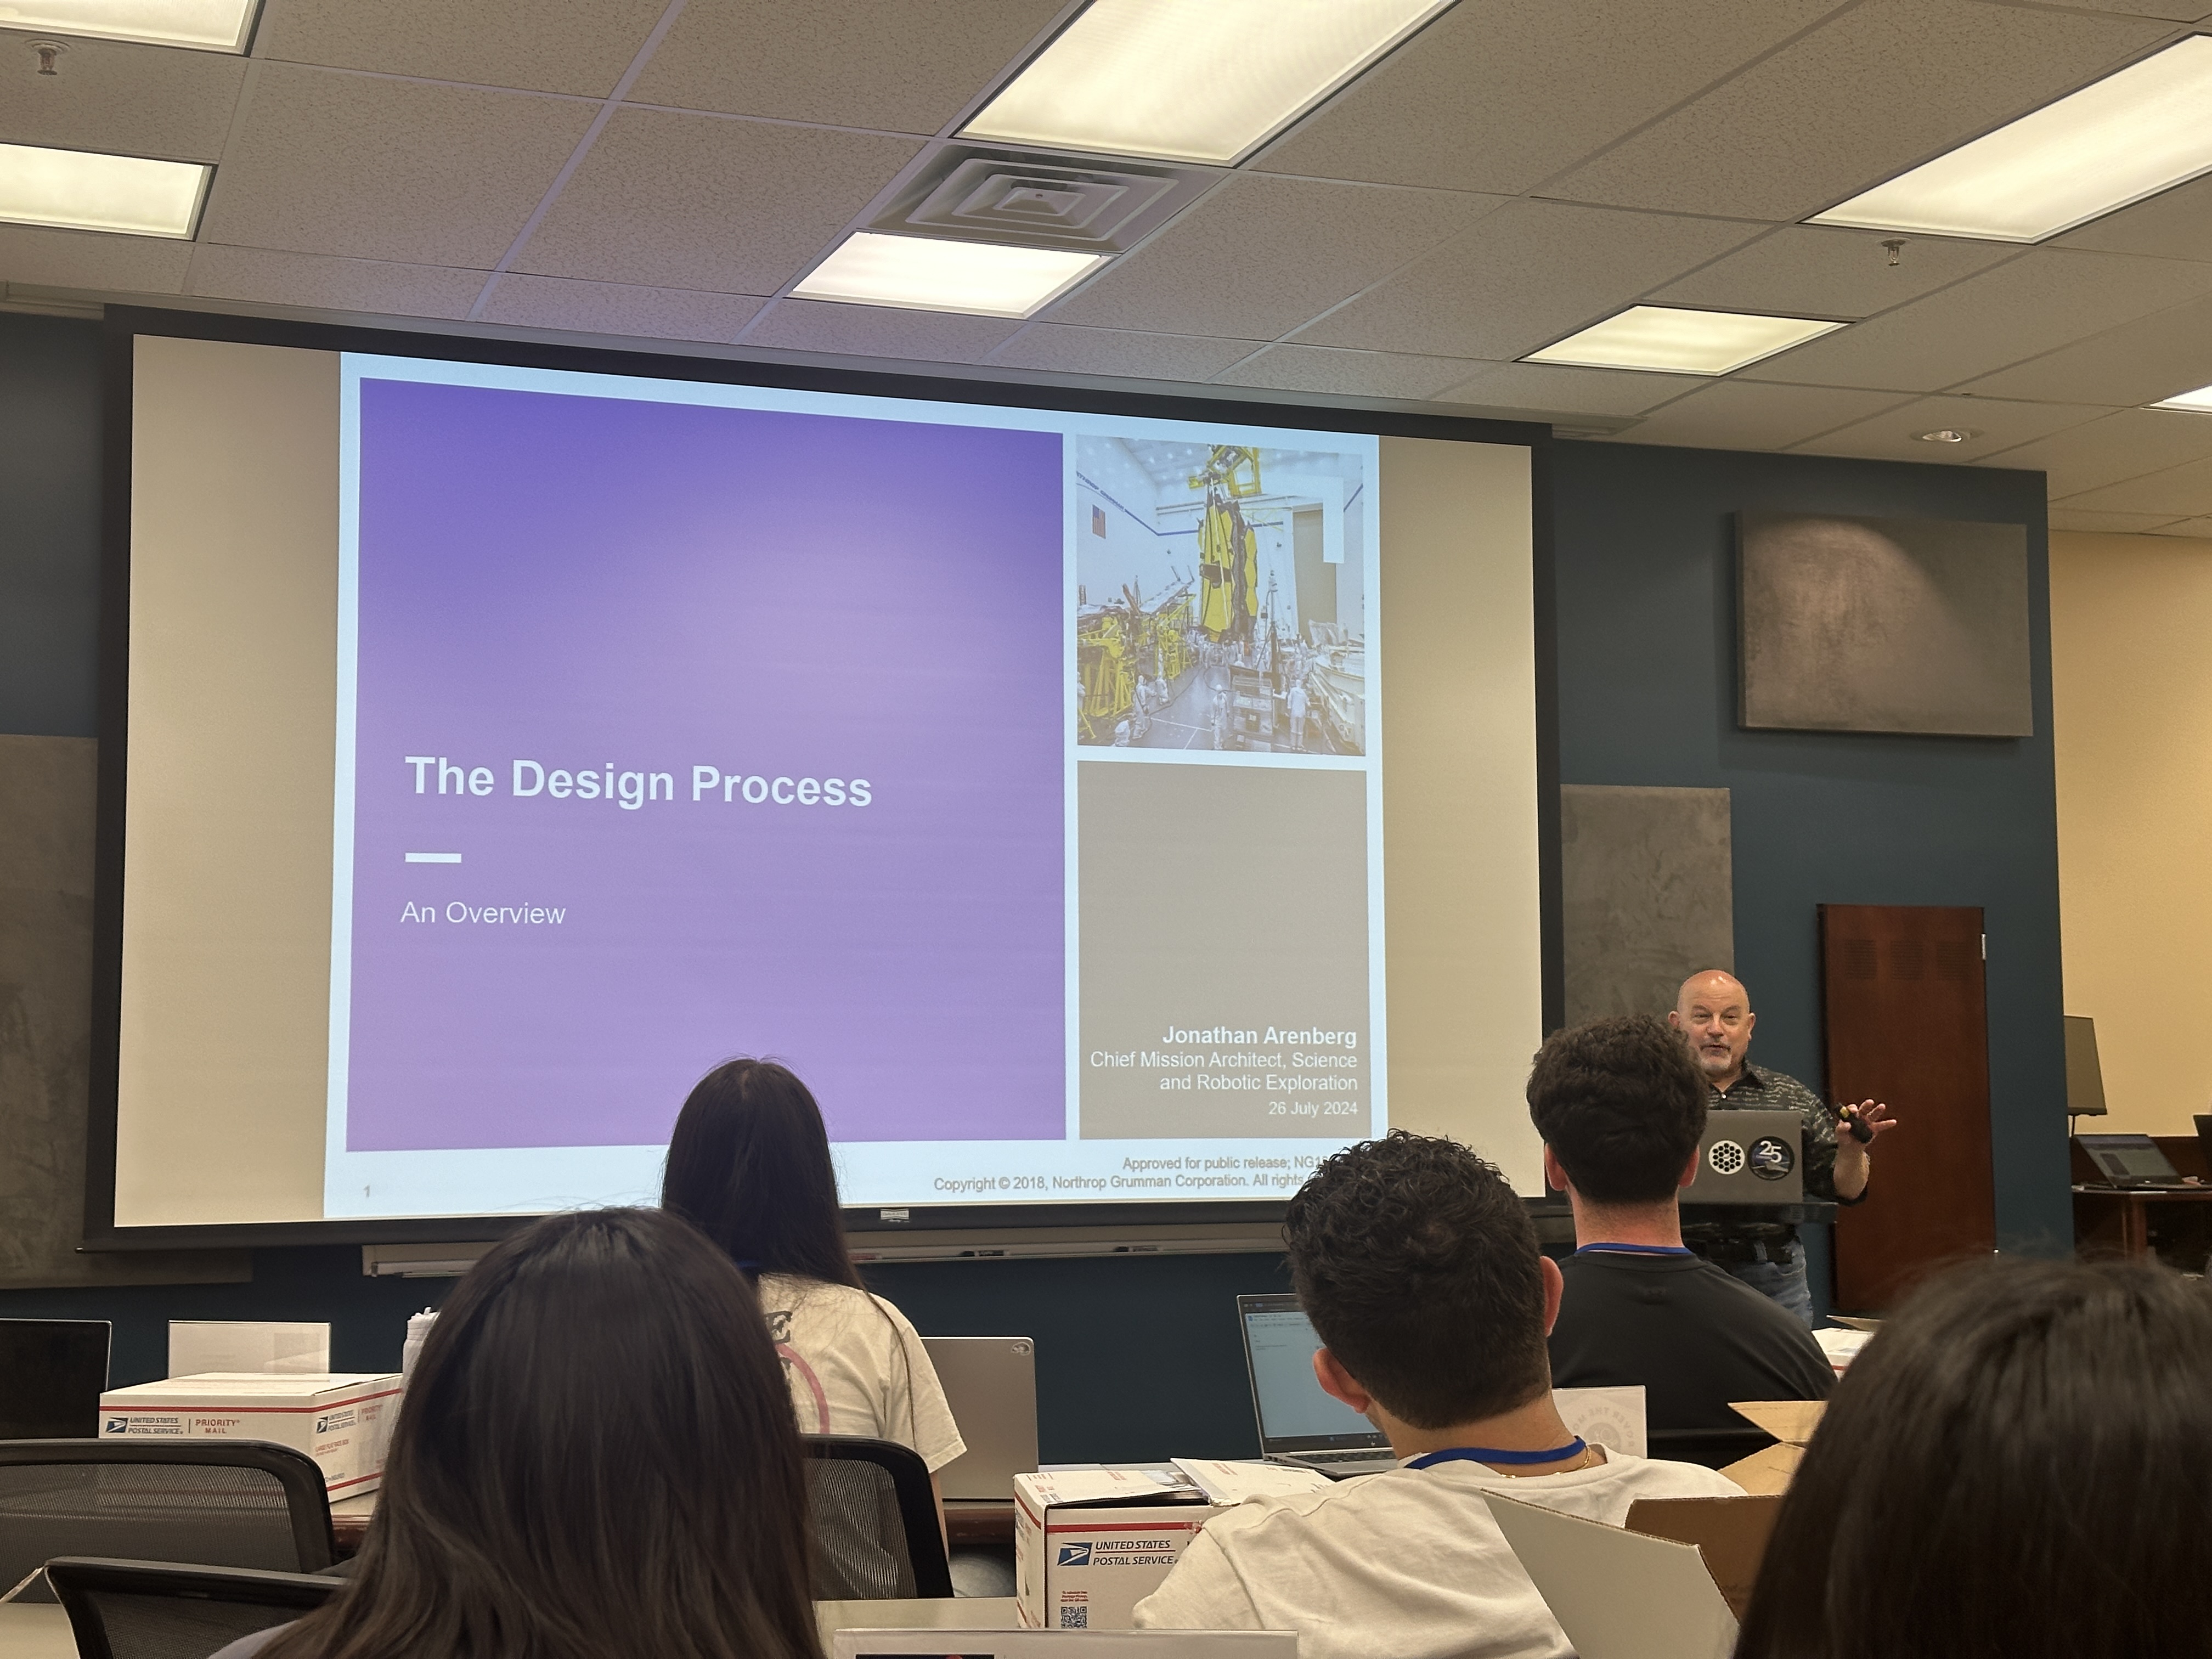 The Design Process
An Overview
Jonathan Arenberg
Chief Mission Architect, Science
and Robotic Exploration
26 July 2024
Approved for public release;
Copyright © 2018, Northrop Grumman Corporation. All rights
1
25
UNITED STATES
POSTAL SERVICE®
PRIORITY®
MAIL
UNITED STATES
POSTAL SERVICE®